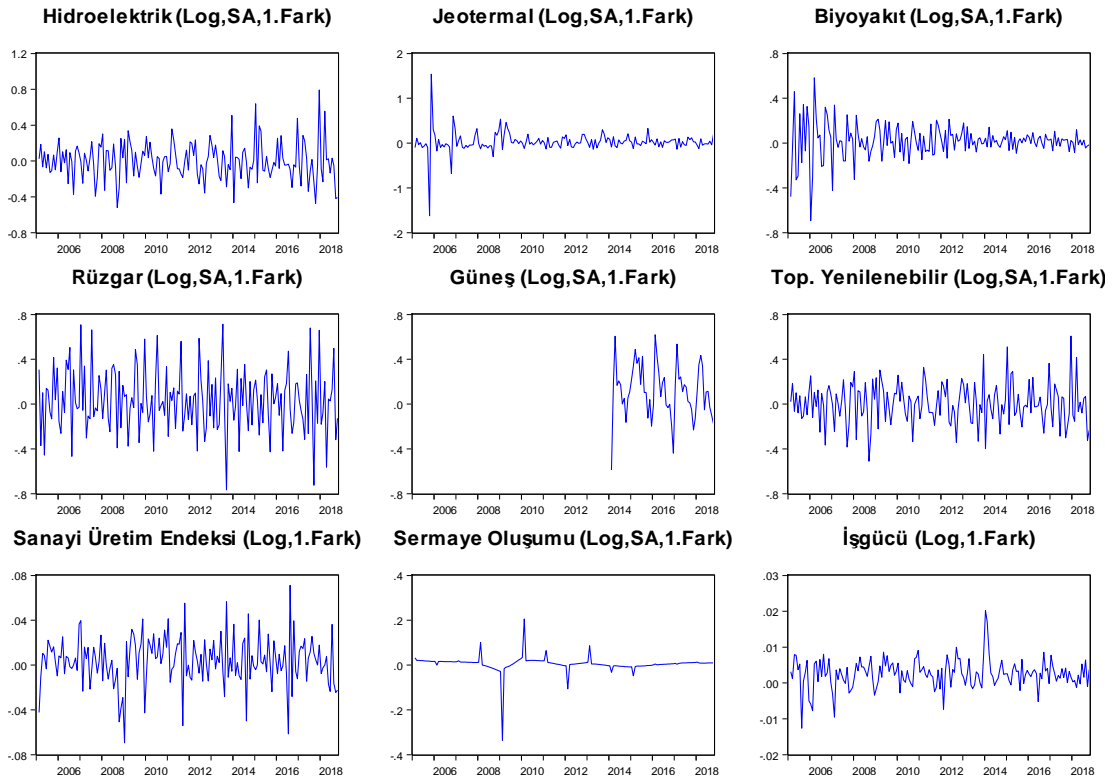 Hidroelektrik (Log,SA,1.Fark)
Jeotermal (Log,SA,1.Fark)
Biyoyakıt (Log,SA,1.Fark)
1.2
0.8
0.4
0.0
-0.4
-0.8
2006 2008 2010 2012 2014 2016 2018
2
1
0
-1
-2
2006 2008 2010 2012 2014 2016 2018
.8
.4
.0
-.4
-.8
2006 2008 2010 2012 2014 2016 2018
Rüzgar (Log,SA,1.Fark)
Güneş (Log,SA,1.Fark)
Top. Yenilenebilir (Log,SA,1.Fark)
.8
.4
.0
-.4
-.8
2006 2008 2010 2012 2014 2016 2018
.8
.4
.0
-.4
-.8
2006 2008 2010 2012 2014 2016 2018
.8
.4
.0
-.4
-.8
2006 2008 2010 2012 2014 2016 2018
Sanayi Üretim Endeksi (Log,1.Fark)
Sermaye Oluşumu (Log,SA,1.Fark)
İşgücü (Log,1.Fark)
.08
.04
.00
-.04
-.08
2006 2008 2010 2012 2014 2016 2018
.4
.2
.0
-.2
-.4
2006 2008 2010 2012 2014 2016 2018
.03
.02
.01
.00
-.01
-.02
2006 2008 2010 2012 2014 2016 2018